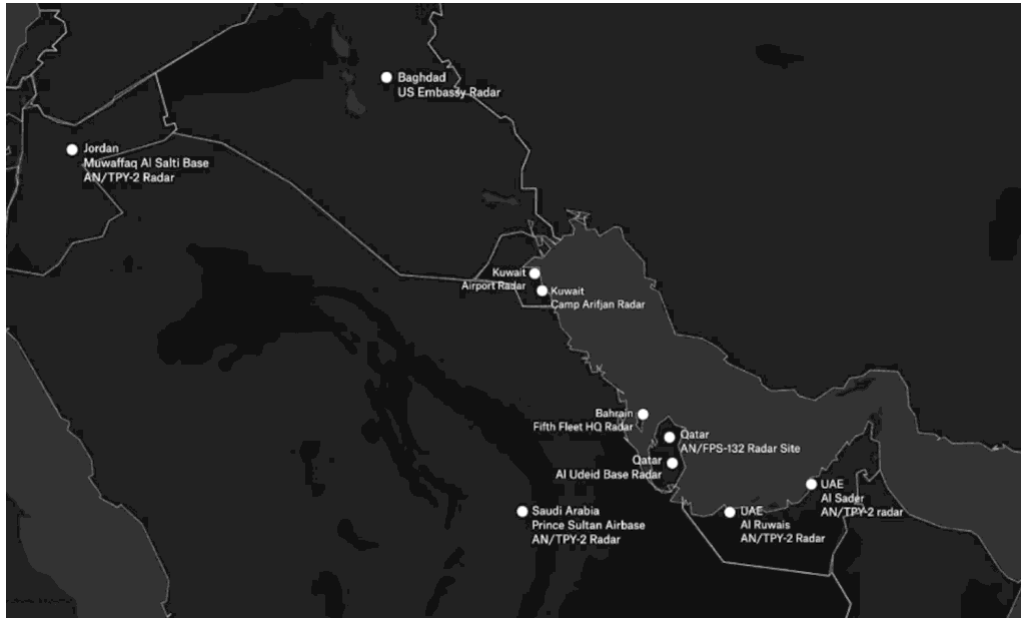 Baghdad
US Embassy Radar
Jordan
Muwaffaq Al Salti Base
AN/TPY-2 Radar
Kuwait
Airport Radar
Kuwait
Camp Arifjan Radar
Bahrain
Fifth Fleet HQ Radar
Qatar
AN/FPS-132 Radar Site
Qatar
Al Udeid Base Radar
UAE
Al Sader
AN/TPY-2 radar
UAE
Al Ruwais
AN/TPY-2 Radar
Saudi Arabia
Prince Sultan Airbase
AN/TPY-2 Radar